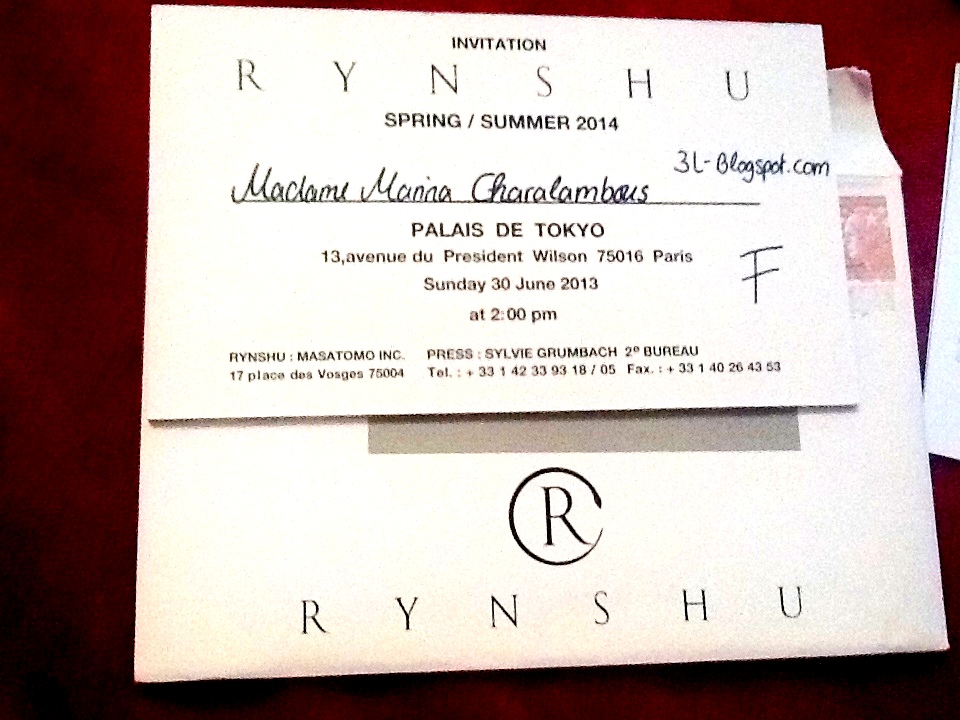 INVITATION
RYNSHU
SPRING / SUMMER 2014
3L-Blogspot.com
Madame Marina Charalambous
PALAIS DE TOKYO
13,avenue du President Wilson 75016 Paris
F
Sunday 30 June 2013
at 2:00 pm
RYNSHU : MASATOMO INC. PRESS : SYLVIE GRUMBACH 2º BUREAU
17 place des Vosges 75004 Tel. : + 33 1 42 33 93 18 / 05 Fax. : + 33 1 40 26 43 53
R
RYNSHU